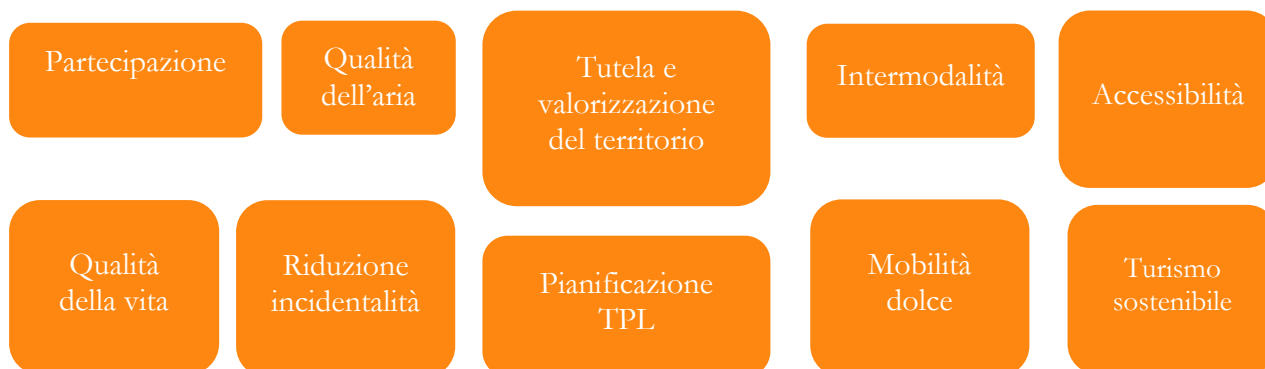 Partecipazione
Qualità
dell’aria
Tutela e
valorizzazione
del territorio
Intermodalità
Accessibilità
Qualità
della vita
Riduzione
incidentalità
Pianificazione
TPL
Mobilità
dolce
Turismo
sostenibile